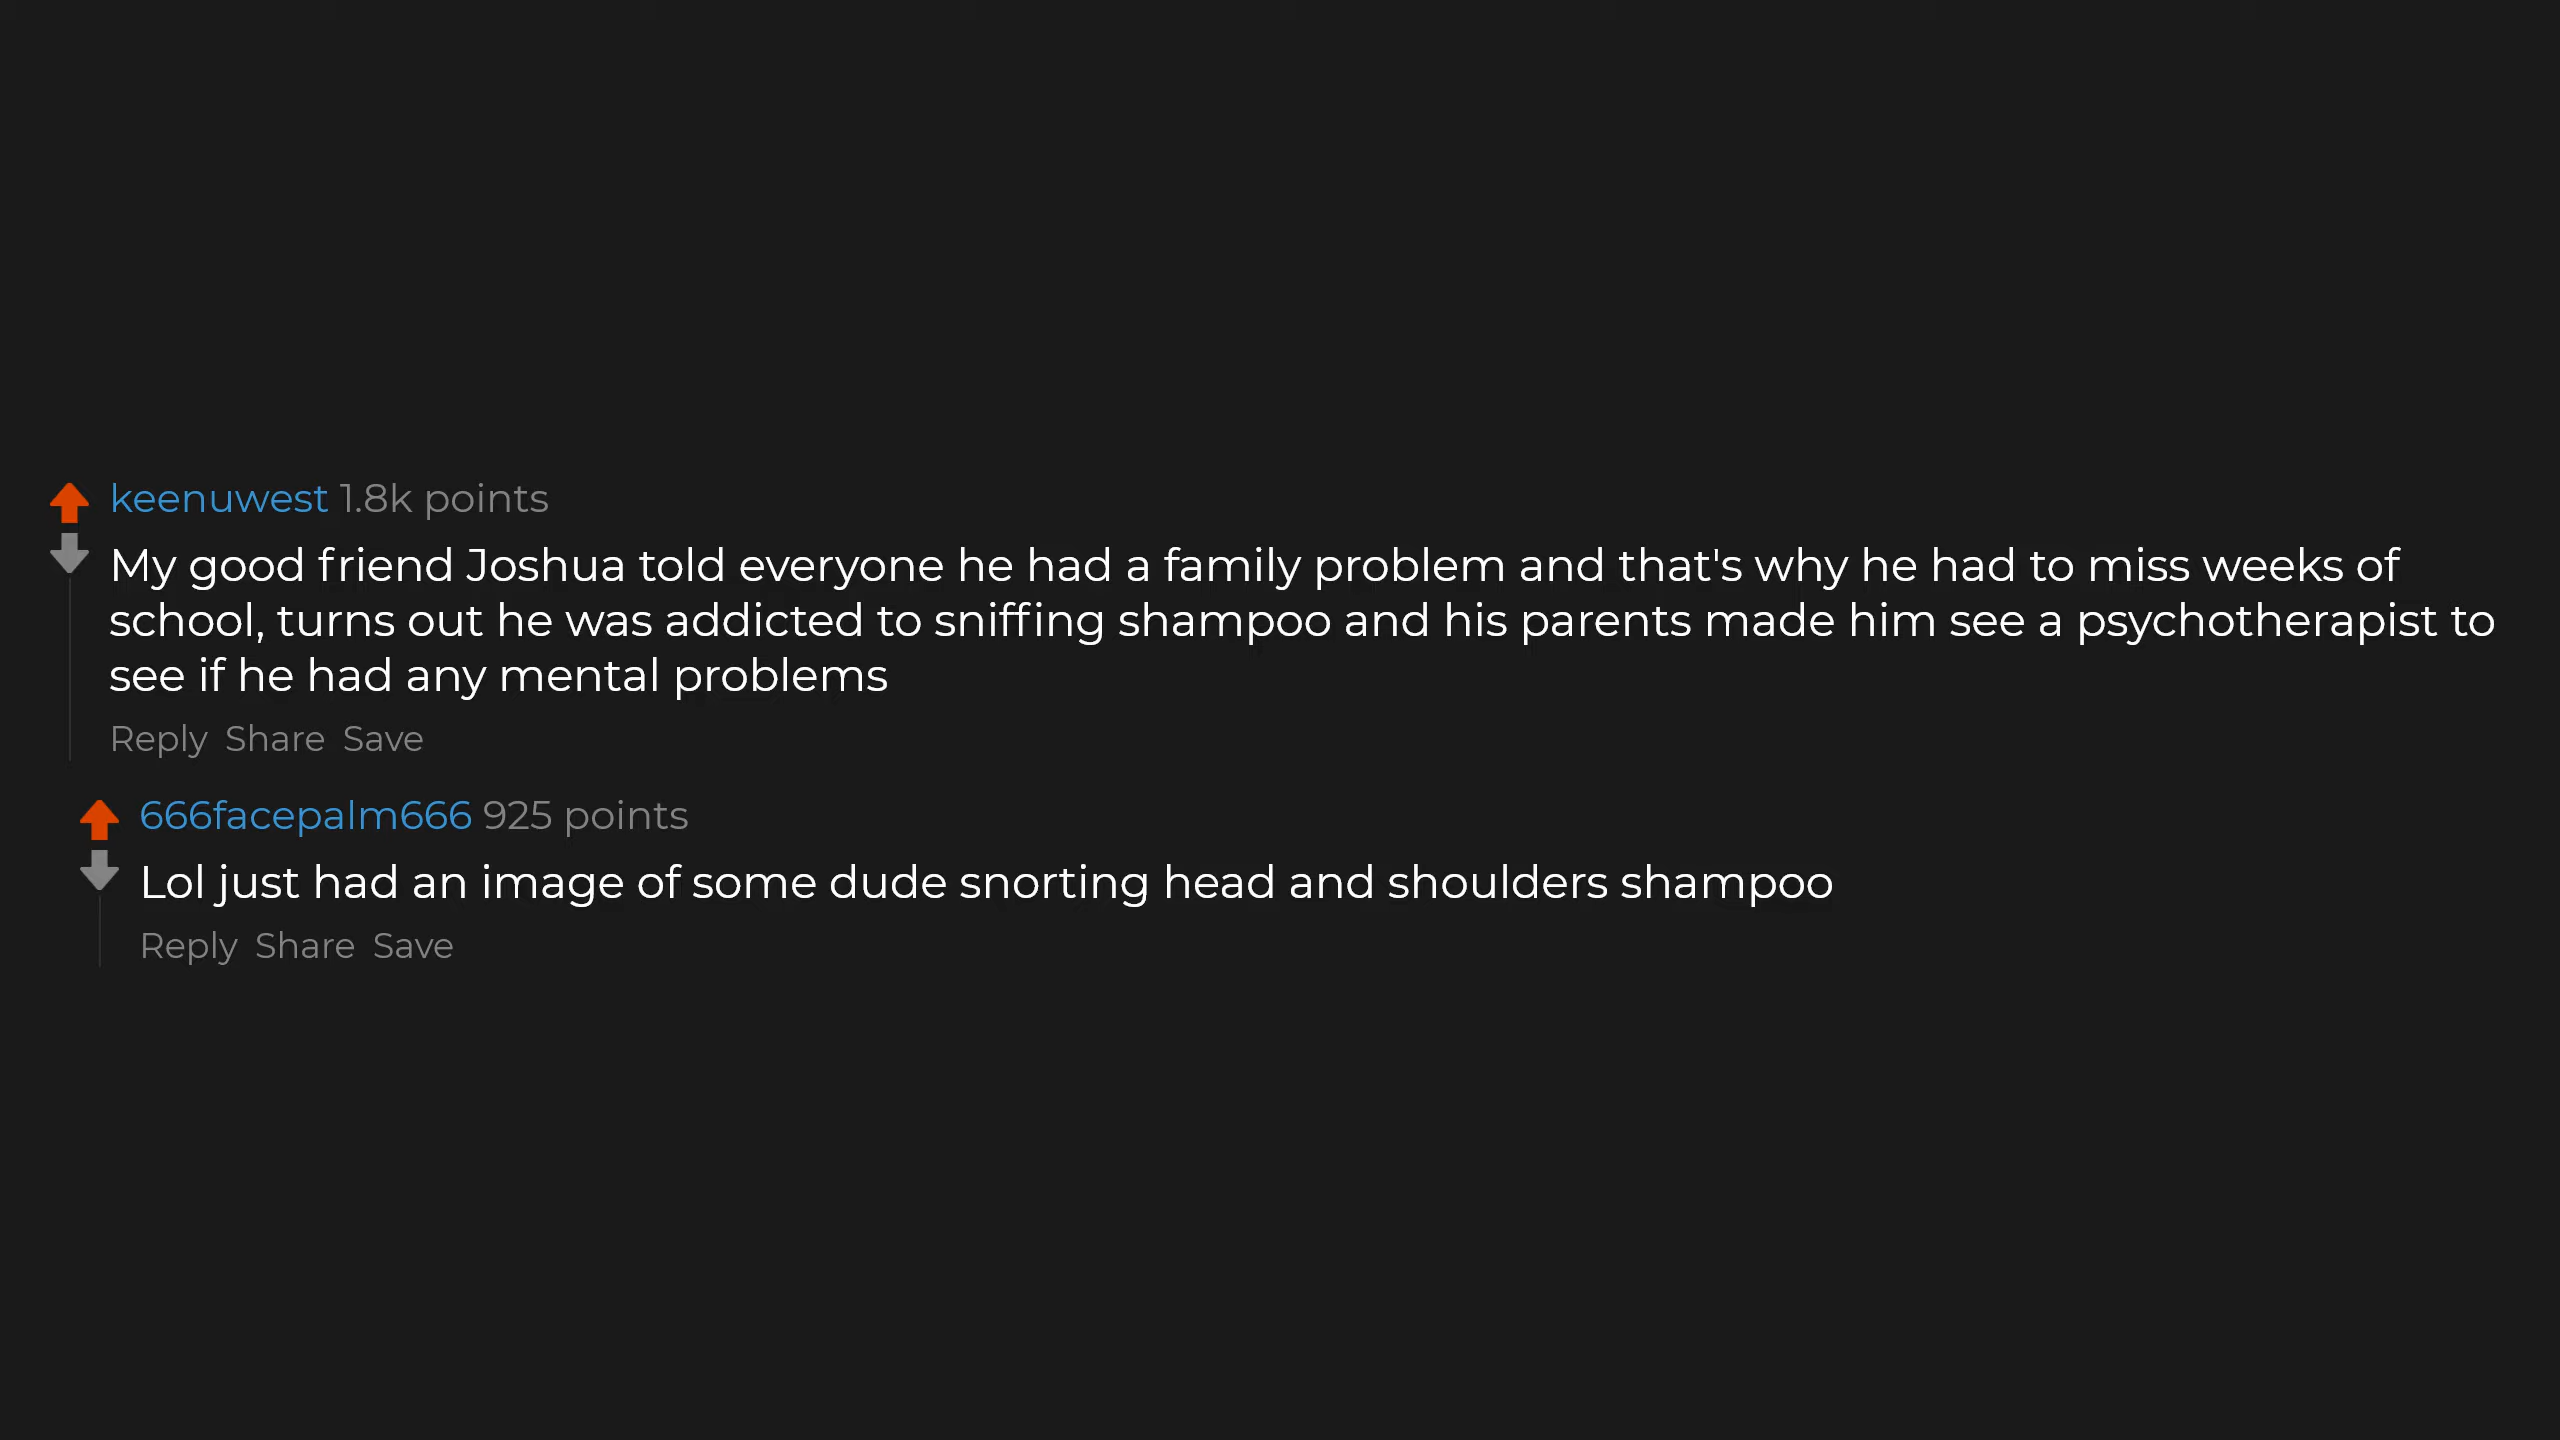 keenuwest 1.8k points
My good friend Joshua told everyone he had a family problem and that's why he had to miss weeks of
school, turns out he was addicted to sniffing shampoo and his parents made him see a psychotherapist to
see if he had any mental problems
Reply Share Save
666facepalm666 925 points
Lol just had an image of some dude snorting head and shoulders shampoo
Reply Share Save